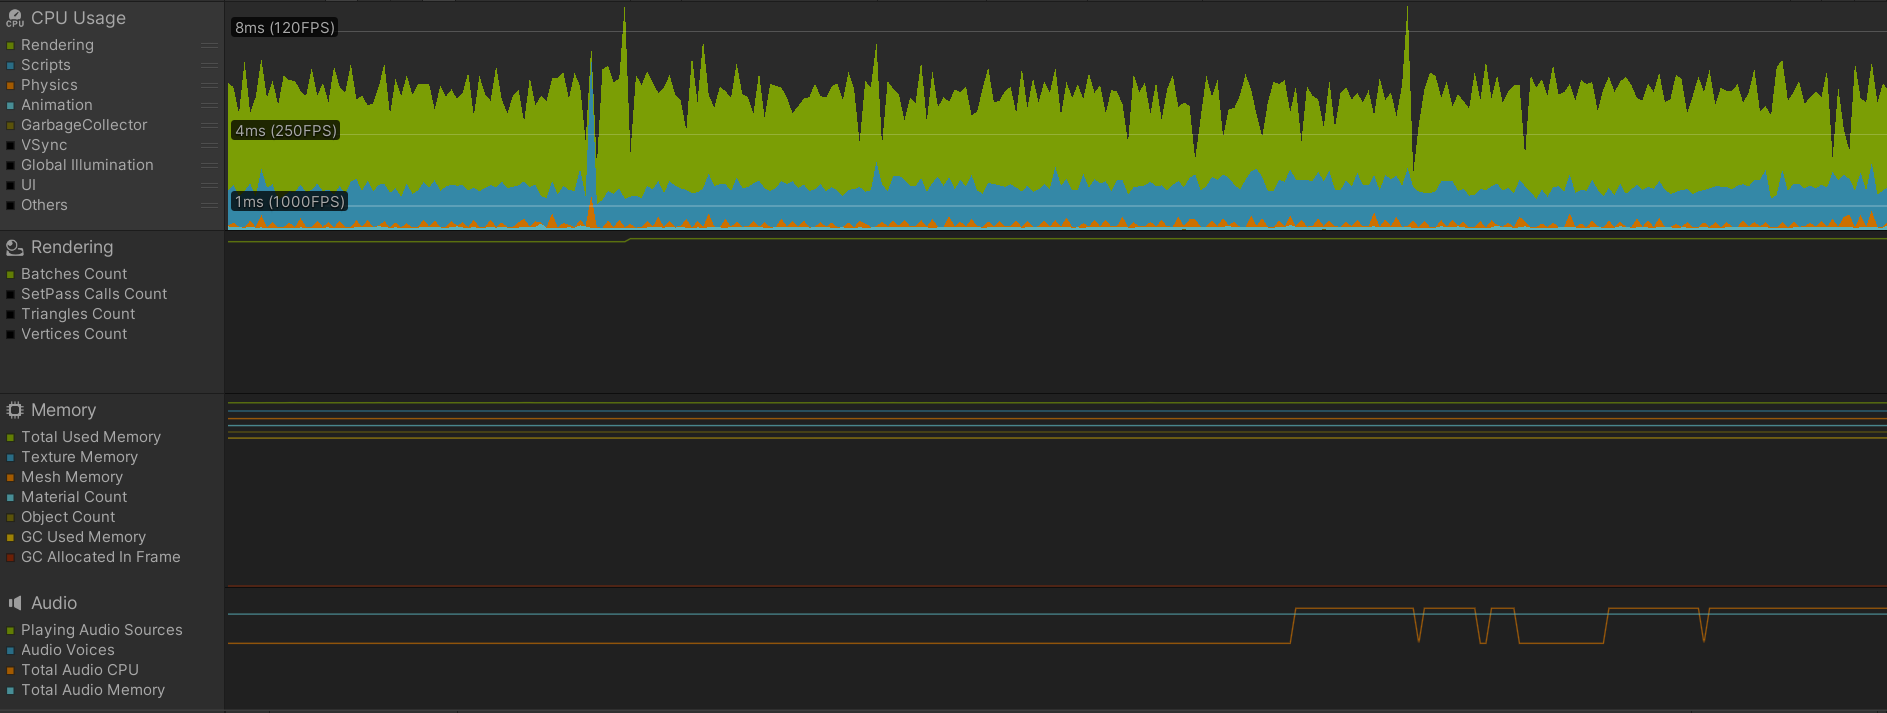 CPU Usage
CPU
Rendering
Scripts
Physics
Animation
GarbageCollector
VSync
Global Illumination
UI
Others
8ms (120FPS)
4ms (250FPS)
1ms (1000FPS)
Rendering
Batches Count
SetPass Calls Count
Triangles Count
Vertices Count
Memory
Total Used Memory
Texture Memory
Mesh Memory
Material Count
Object Count
GC Used Memory
GC Allocated In Frame
Audio
Playing Audio Sources
Audio Voices
Total Audio CPU
Total Audio Memory